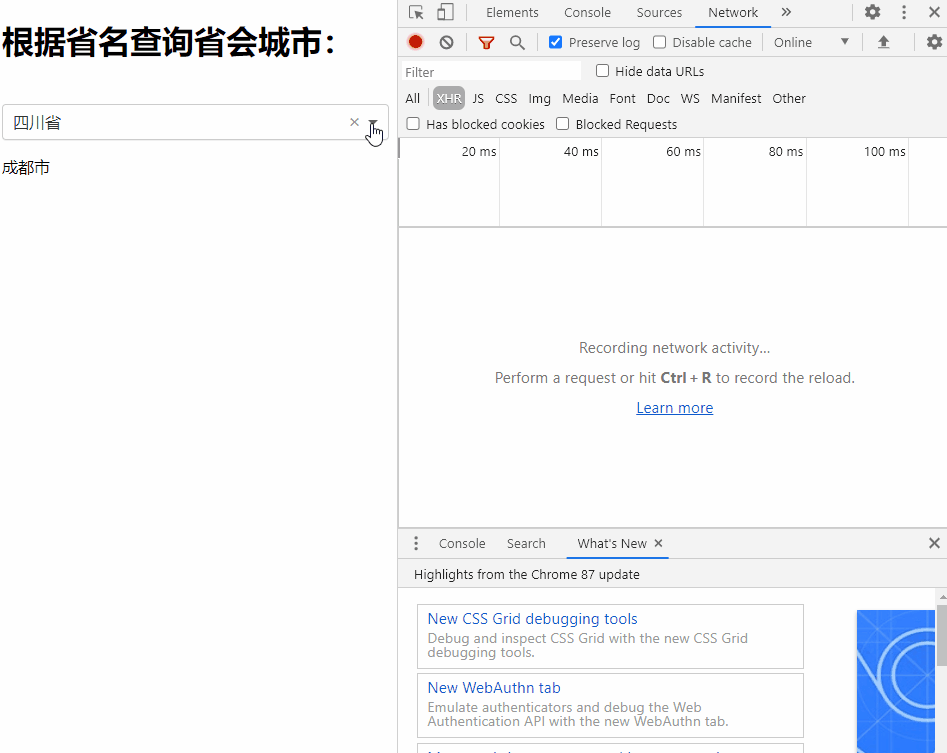 根据省名查询省会城市：
四川省
成都市
Elements Console Sources Network
Preserve log Disable cache Online
Filter Hide data URLs
All XHR JS CSS Img Media Font Doc WS Manifest Other
Has blocked cookies Blocked Requests
20 ms 40 ms 60 ms 80 ms 100 ms
Recording network activity...
Perform a request or hit Ctrl + R to record the reload.
Learn more
Console Search What's New
Highlights from the Chrome 87 update
New CSS Grid debugging tools
Debug and inspect CSS Grid with the new CSS Grid
debugging tools.
New WebAuthn tab
Emulate authenticators and debug the Web
Authentication API with the new WebAuthn tab.